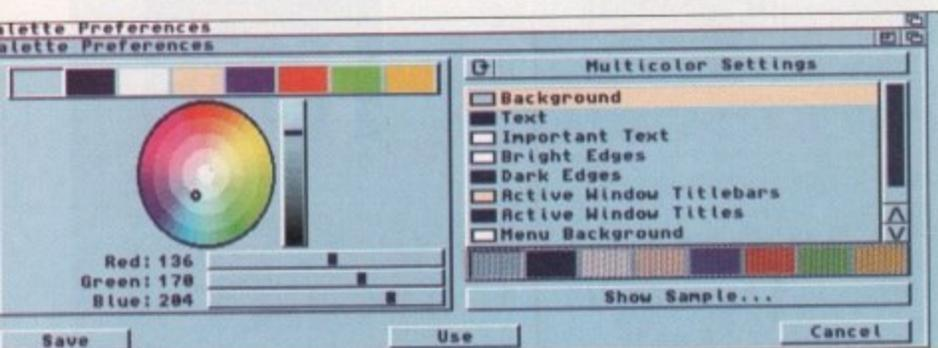 alette Preferences
alette Preferences
Multicolor Settings
Background
Text
Important Text
Bright Edges
Dark Edges
Active Window Titlebars
Active Window Titles
Menu Background
Red: 136
Green: 170
Blue: 204
Show Sample...
Save
Use
Cancel